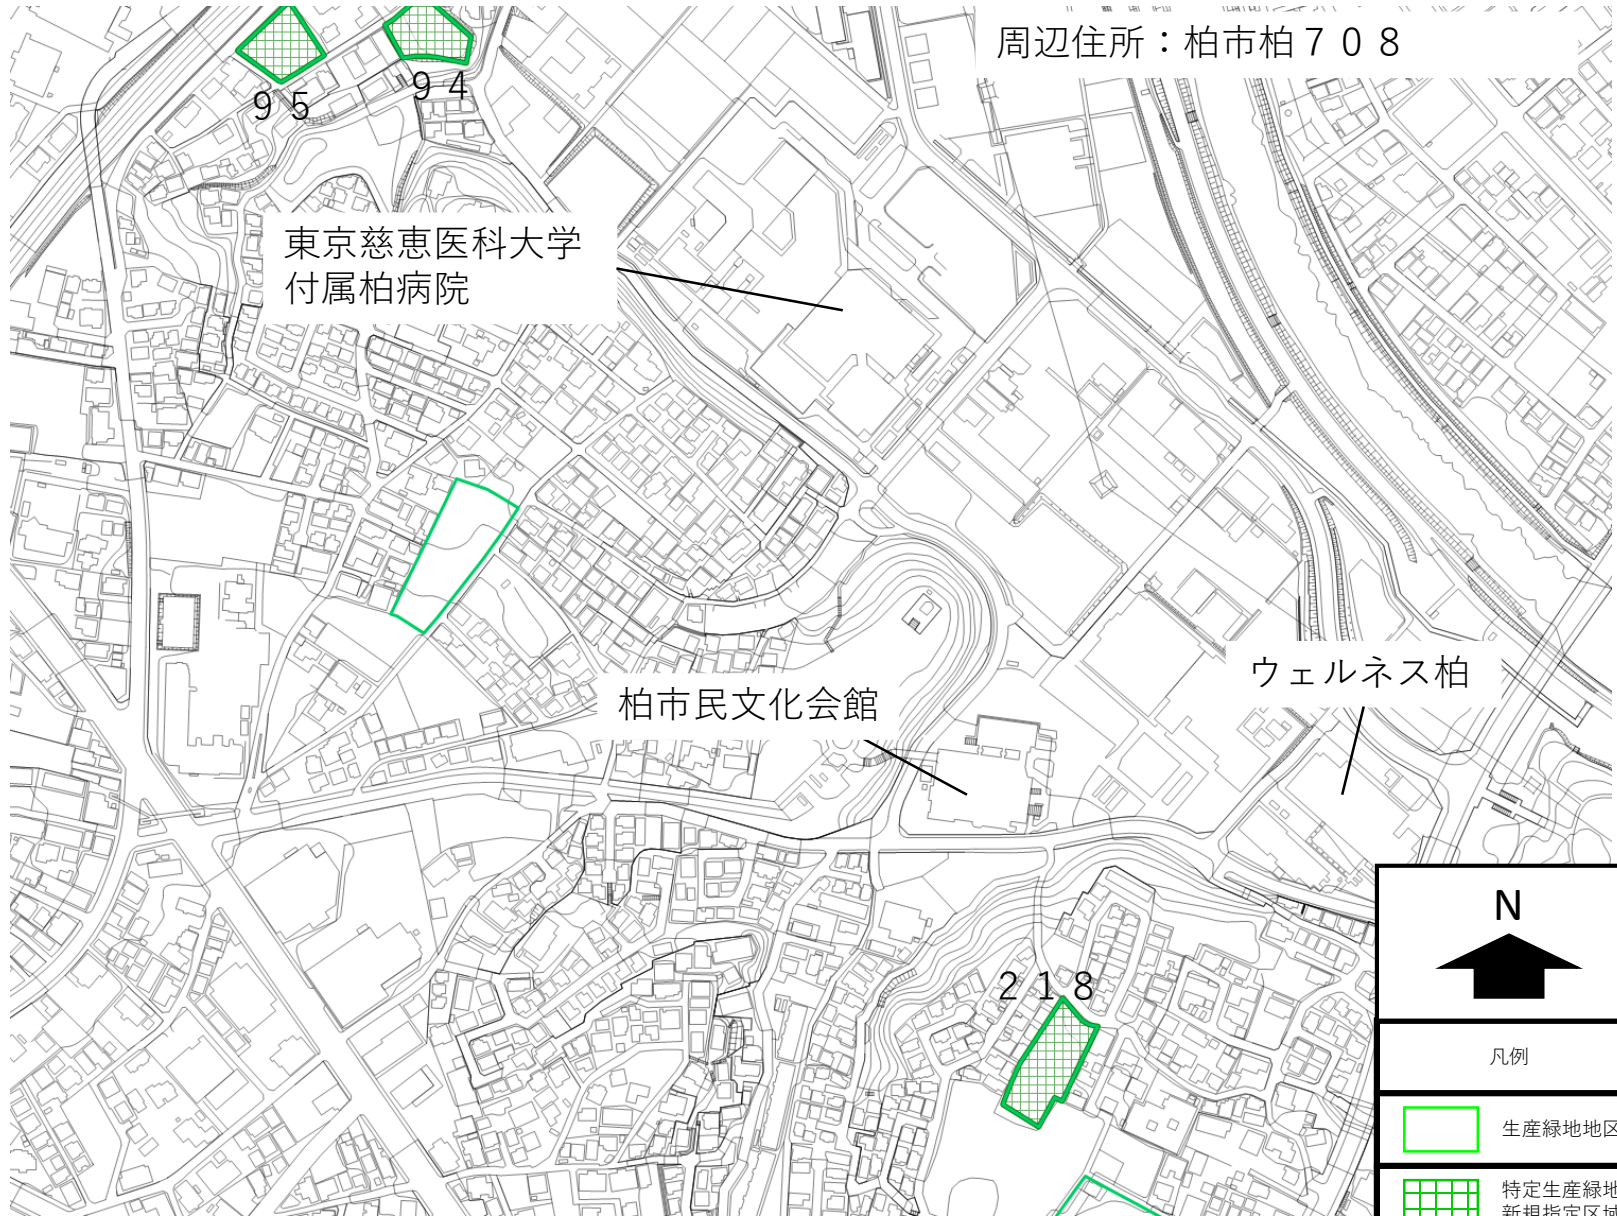 周辺住所：柏市柏７０８
９４
９５
東京慈恵医科大学
付属柏病院
ウェルネス柏
柏市民文化会館
N
２１８
凡例
生産緑地地区
特定生産緑地
新規指定区域